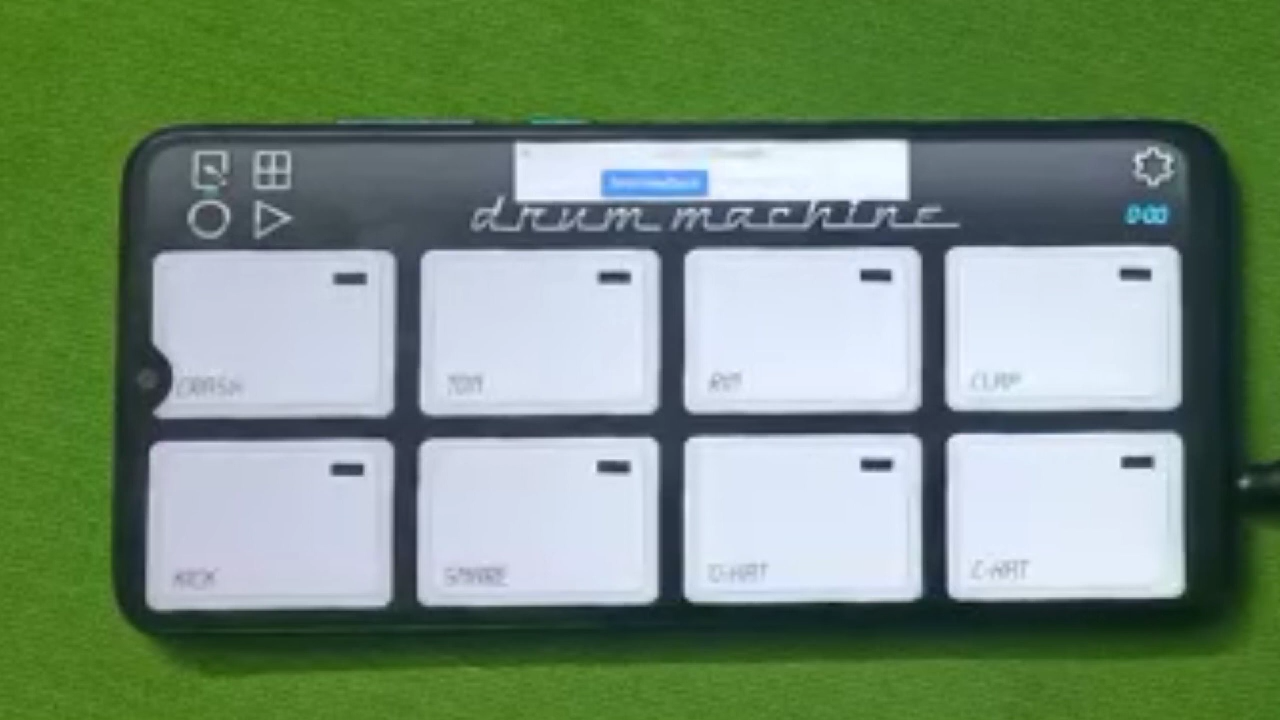 drum machine
0:00
CRASH
TOM
RIM
CLAP
KICK
SNARE
O-HAT
C-HAT